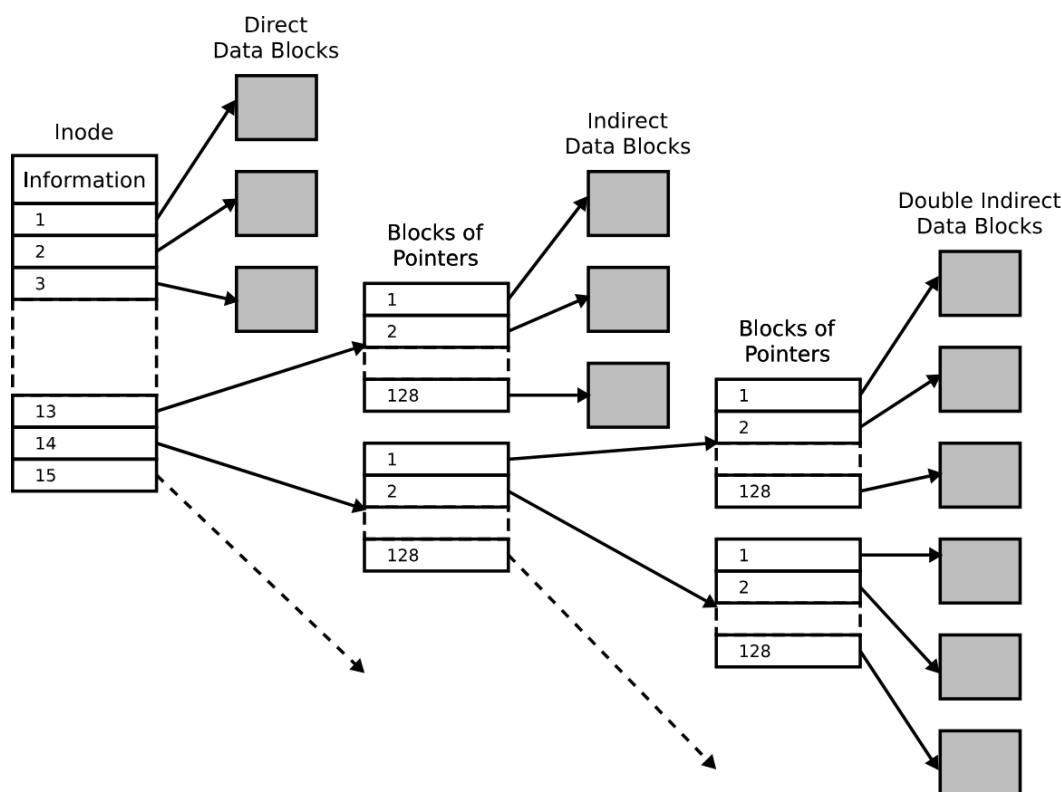 Direct
Data Blocks
Inode
Information
1
2
3
13
14
15
Blocks of
Pointers
1
2
128
1
2
128
Indirect
Data Blocks
Blocks of
Pointers
1
2
128
1
2
128
Double Indirect
Data Blocks